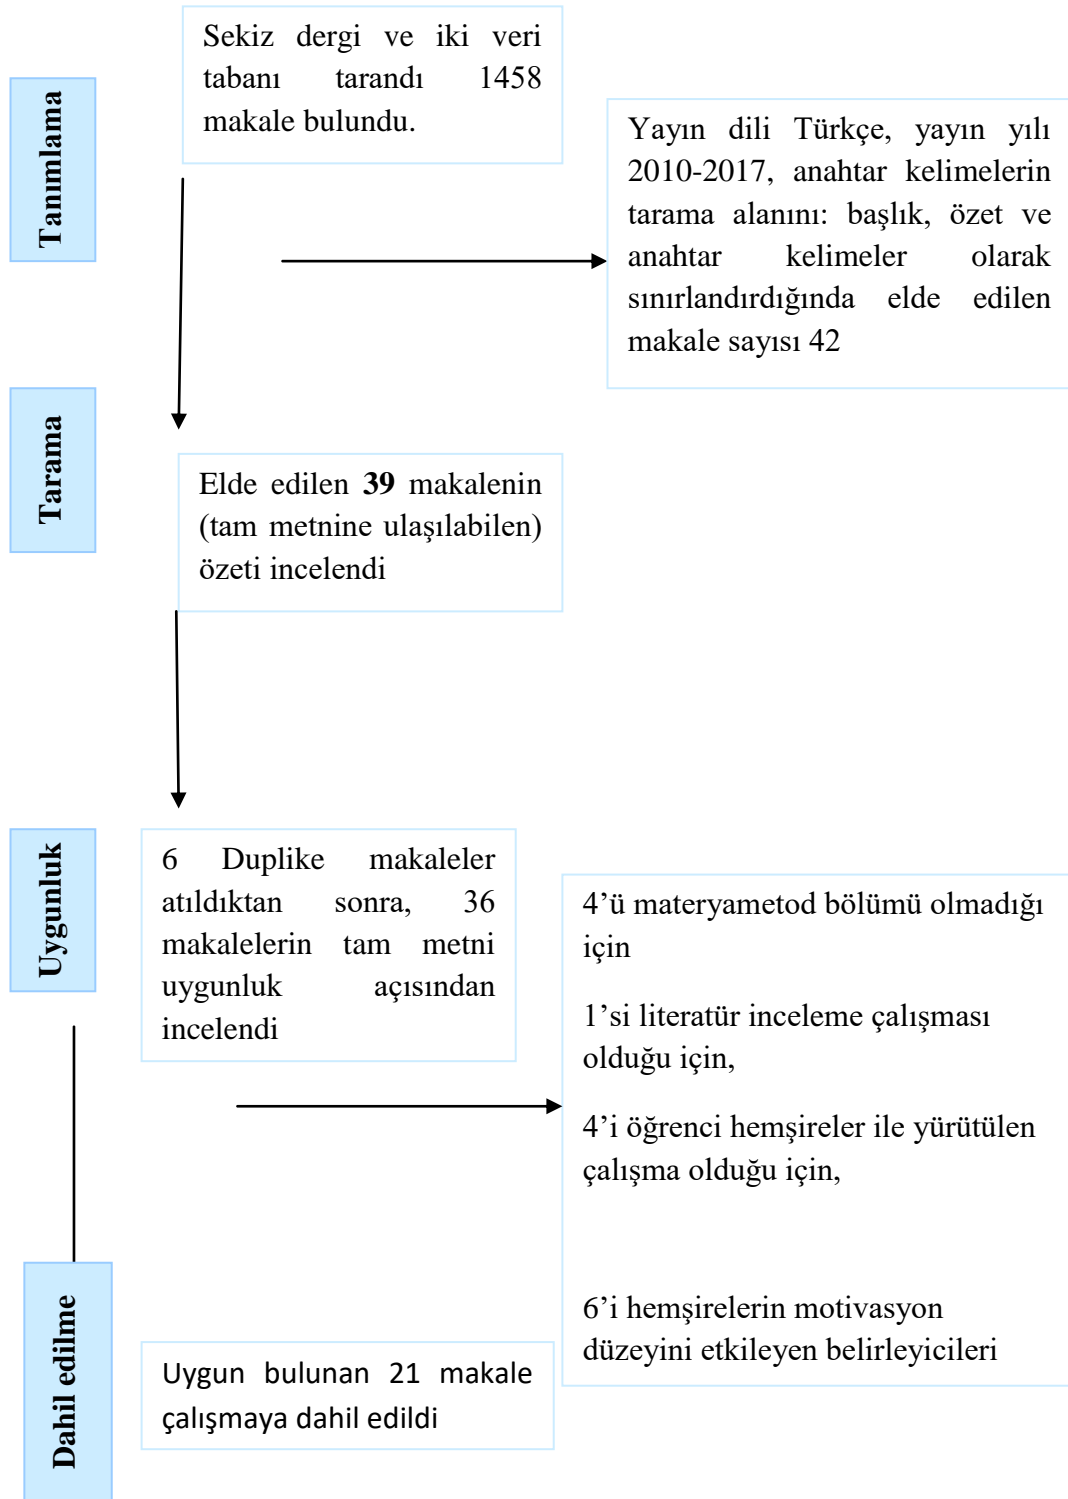 Sekiz dergi ve iki veri
tabanı tarandı 1458
makale bulundu.
Tanımlama
Yayın dili Türkçe, yayın yılı
2010-2017, anahtar kelimelerin
tarama alanını: başlık, özet ve
anahtar kelimeler olarak
sınırlandırdığında elde edilen
makale sayısı 42
Tarama
Elde edilen 39 makalenin
(tam metnine ulaşılabilen)
özeti incelendi
Uygunluk
6 Duplike makaleler
atıldıktan sonra, 36
makalelerin tam metni
uygunluk açısından
incelendi
4’ü materyametod bölümü olmadığı
için
1’si literatür inceleme çalışması
olduğu için,
4’i öğrenci hemşireler ile yürütülen
çalışma olduğu için,
6’i hemşirelerin motivasyon
düzeyini etkileyen belirleyicileri
Dahil edilme
Uygun bulunan 21 makale
çalışmaya dahil edildi